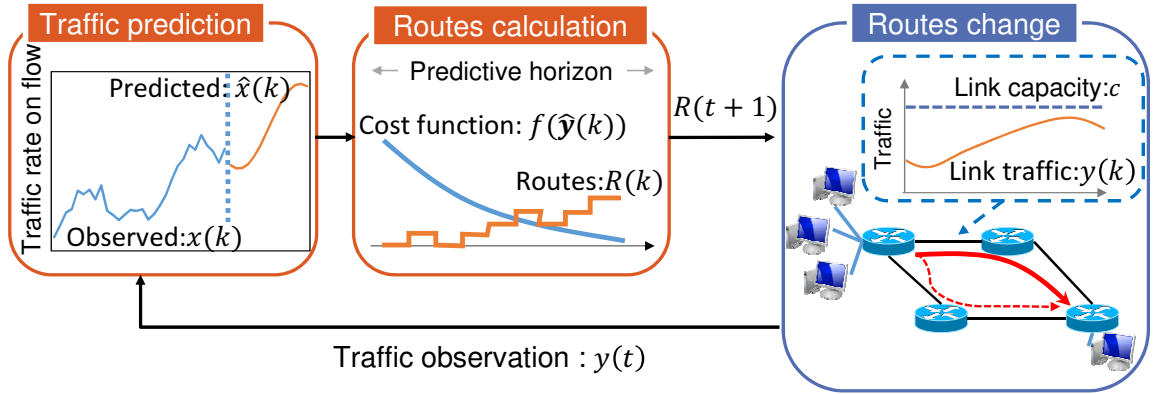 Traffic prediction
Traffic rate on flow
Predicted: x̂(k)
Observed:x(k)
Routes calculation
Predictive horizon
Cost function: f(ŷ(k))
Routes:R(k)
R(t + 1)
Routes change
Link capacity:c
Traffic
Link traffic:y(k)
Traffic observation : y(t)